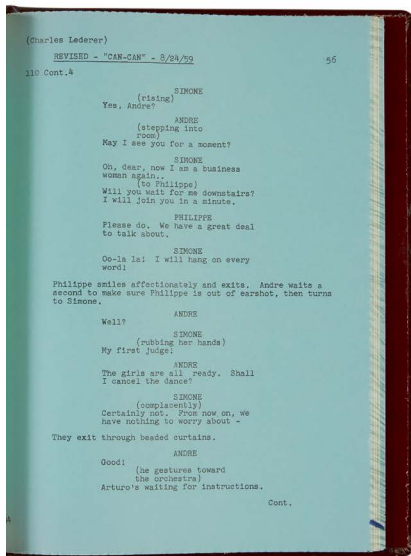 (Charles Lederer)
REVISED - "CAN-CAN" - 8/24/59
56
110 Cont.4
SIMONE
(rising)
Yes, Andre?
ANDRE
(stepping into
room)
May I see you for a moment?
SIMONE
Oh, dear, now I am a business
woman again..
(to Philippe)
Will you wait for me downstairs?
I will join you in a minute.
PHILIPPE
Please do. We have a great deal
to talk about.
SIMONE
Oo-la la! I will hang on every
word!
Philippe smiles affectionately and exits. Andre waits a
second to make sure Philippe is out of earshot, then turns
to Simone.
ANDRE
Well?
SIMONE
(rubbing her hands)
My first judge!
ANDRE
The girls are all ready. Shall
I cancel the dance?
SIMONE
(complacently)
Certainly not. From now on, we
have nothing to worry about -
They exit through beaded curtains.
ANDRE
Good!
(he gestures toward
the orchestra)
Arturo's waiting for instructions.
Cont.